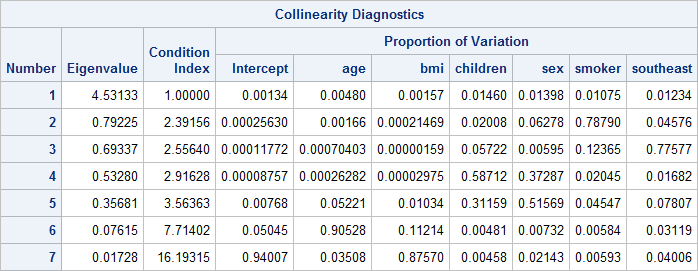 Collinearity Diagnostics
Proportion of Variation
Number Eigenvalue Condition Index Intercept age bmi children sex smoker southeast
1 4.53133 1.00000 0.00134 0.00480 0.00157 0.01460 0.01398 0.01075 0.01234
2 0.79225 2.39156 0.00025630 0.00166 0.00021469 0.02008 0.06278 0.78790 0.04576
3 0.69337 2.55640 0.00011772 0.00070403 0.00000159 0.05722 0.00595 0.12365 0.77577
4 0.53280 2.91628 0.00008757 0.00026282 0.00002975 0.58712 0.37287 0.02045 0.01682
5 0.35681 3.56363 0.00768 0.05221 0.01034 0.31159 0.51569 0.04547 0.07807
6 0.07615 7.71402 0.05045 0.90528 0.11214 0.00481 0.00732 0.00584 0.03119
7 0.01728 16.19315 0.94007 0.03508 0.87570 0.00458 0.02143 0.00593 0.04006